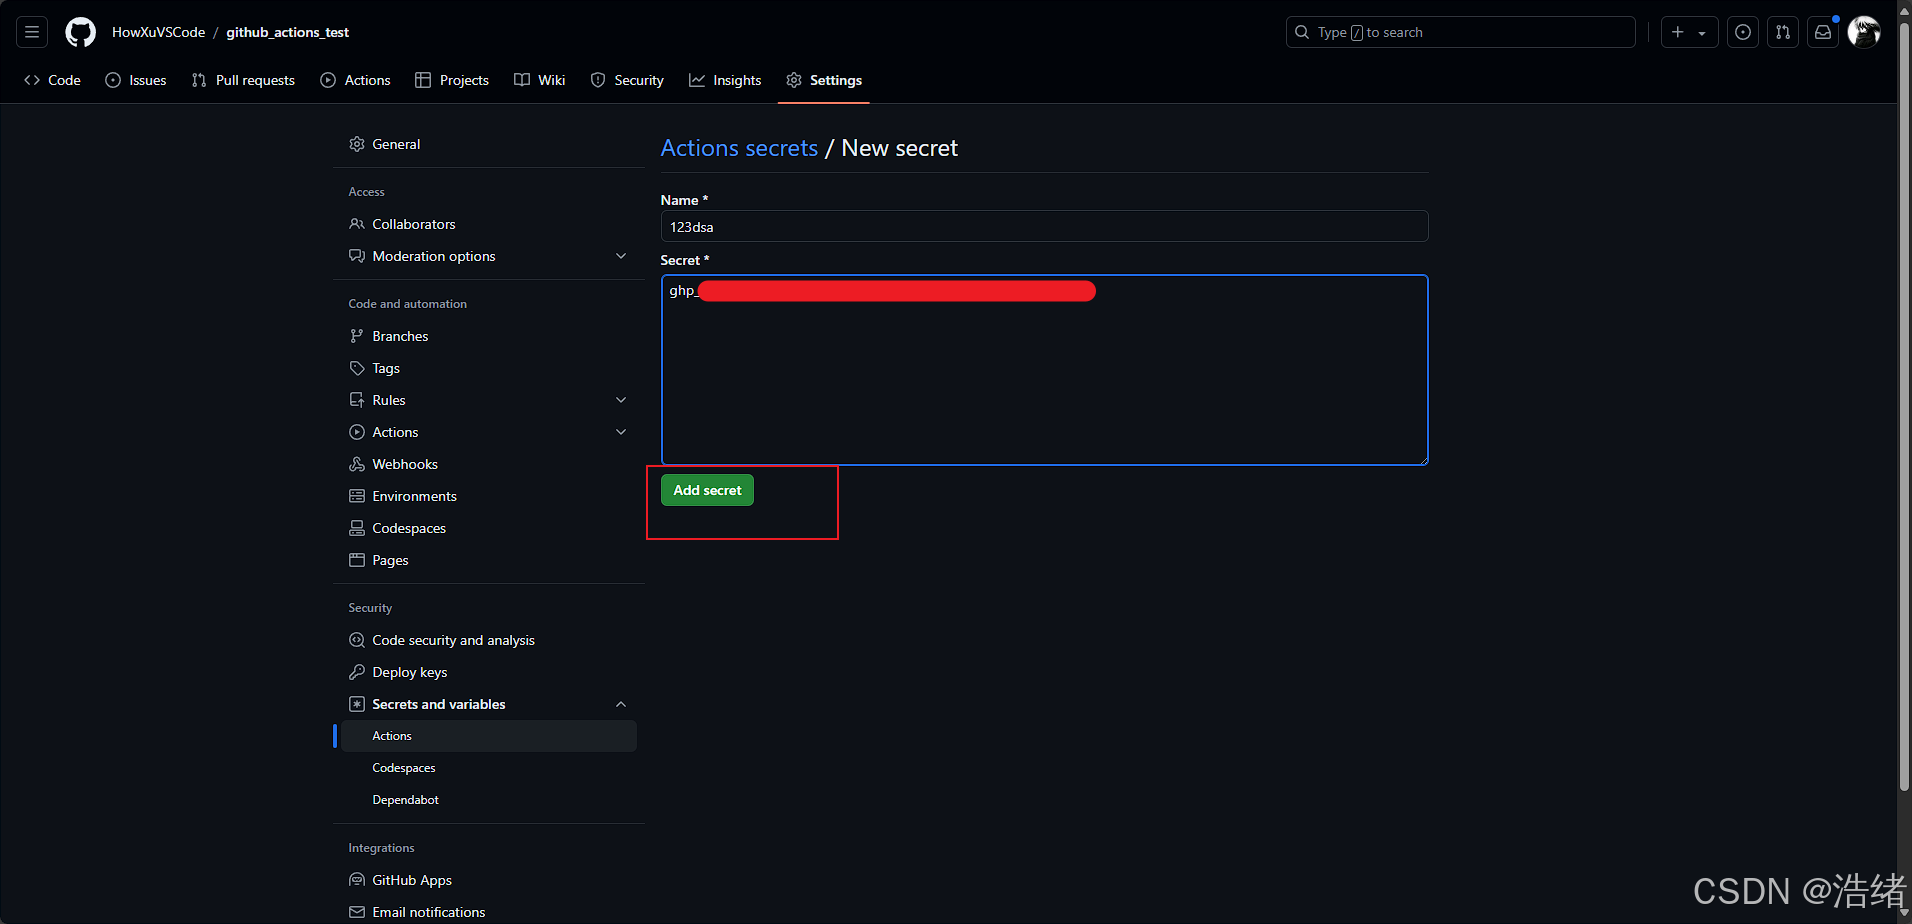 HowXuVSCode / github_actions_test
Type / to search
Code Issues Pull requests Actions Projects Wiki Security Insights Settings
General
Access
Collaborators
Moderation options
Code and automation
Branches
Tags
Rules
Actions
Webhooks
Environments
Codespaces
Pages
Security
Code security and analysis
Deploy keys
Secrets and variables
Actions
Codespaces
Dependabot
Integrations
GitHub Apps
Email notifications
Actions secrets / New secret
Name *
123dsa
Secret *
ghp_
Add secret
CSDN @浩绪